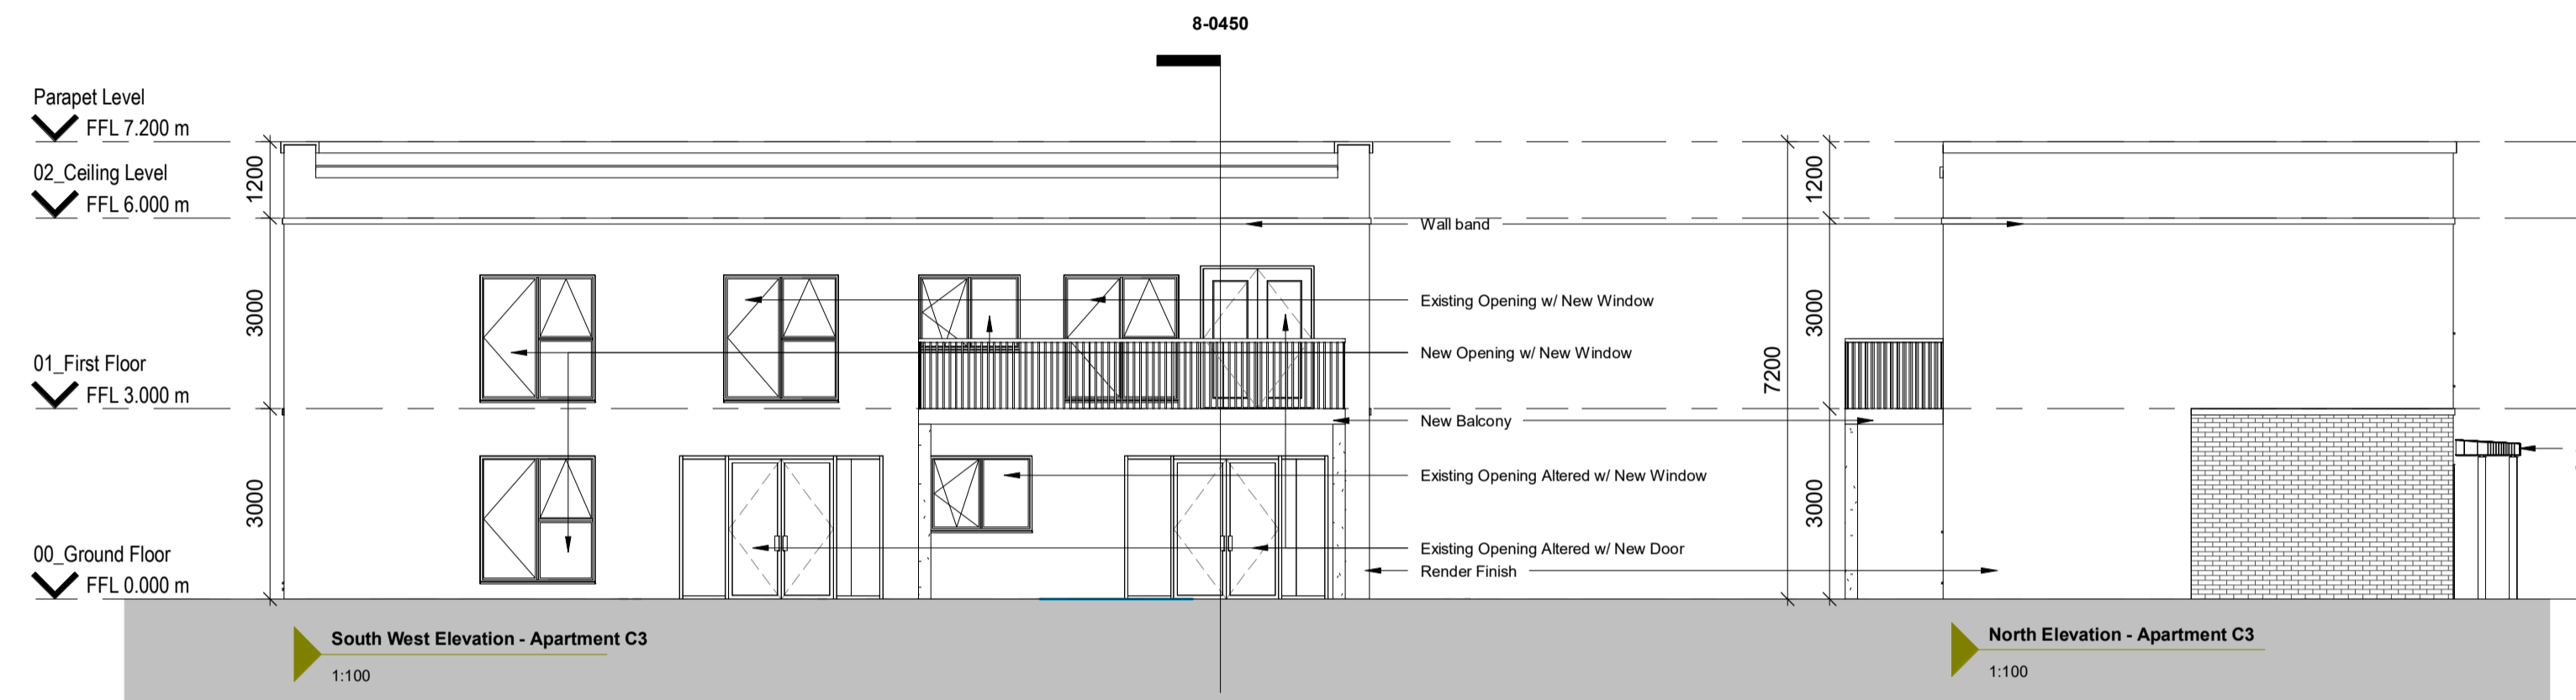 8-0450
Parapet Level
FFL 7.200 m
02_Ceiling Level
FFL 6.000 m
01_First Floor
FFL 3.000 m
00_Ground Floor
FFL 0.000 m
1200
3000
3000
Wall band
Existing Opening w/ New Window
New Opening w/ New Window
New Balcony
Existing Opening Altered w/ New Window
Existing Opening Altered w/ New Door
Render Finish
7200
1200
3000
3000
South West Elevation - Apartment C3
1:100
North Elevation - Apartment C3
1:100